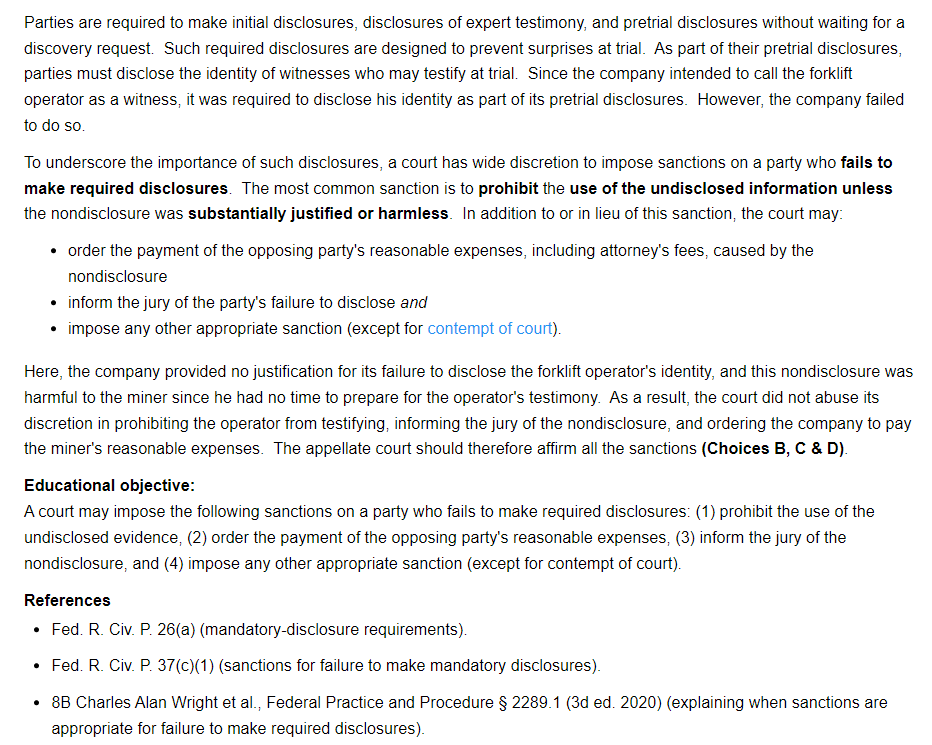 Parties are required to make initial disclosures, disclosures of expert testimony, and pretrial disclosures without waiting for a
discovery request.  Such required disclosures are designed to prevent surprises at trial.  As part of their pretrial disclosures,
parties must disclose the identity of witnesses who may testify at trial.  Since the company intended to call the forklift
operator as a witness, it was required to disclose his identity as part of its pretrial disclosures.  However, the company failed
to do so.
To underscore the importance of such disclosures, a court has wide discretion to impose sanctions on a party who fails to
make required disclosures.  The most common sanction is to prohibit the use of the undisclosed information unless
the nondisclosure was substantially justified or harmless.  In addition to or in lieu of this sanction, the court may:
• order the payment of the opposing party's reasonable expenses, including attorney's fees, caused by the
nondisclosure
• inform the jury of the party's failure to disclose and
• impose any other appropriate sanction (except for contempt of court).
Here, the company provided no justification for its failure to disclose the forklift operator's identity, and this nondisclosure was
harmful to the miner since he had no time to prepare for the operator's testimony.  As a result, the court did not abuse its
discretion in prohibiting the operator from testifying, informing the jury of the nondisclosure, and ordering the company to pay
the miner's reasonable expenses.  The appellate court should therefore affirm all the sanctions (Choices B, C & D).
Educational objective:
A court may impose the following sanctions on a party who fails to make required disclosures: (1) prohibit the use of the
undisclosed evidence, (2) order the payment of the opposing party's reasonable expenses, (3) inform the jury of the
nondisclosure, and (4) impose any other appropriate sanction (except for contempt of court).
References
• Fed. R. Civ. P. 26(a) (mandatory-disclosure requirements).
• Fed. R. Civ. P. 37(c)(1) (sanctions for failure to make mandatory disclosures).
• 8B Charles Alan Wright et al., Federal Practice and Procedure § 2289.1 (3d ed. 2020) (explaining when sanctions are
appropriate for failure to make required disclosures).